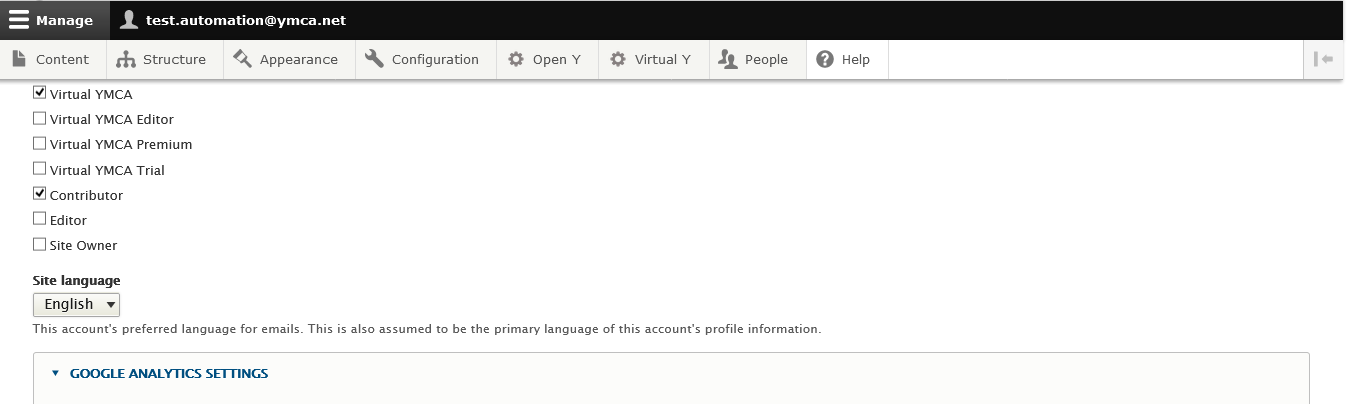 Manage test.automation@ymca.net
Content Structure Appearance Configuration Open Y Virtual Y People Help
Virtual YMCA
Virtual YMCA Editor
Virtual YMCA Premium
Virtual YMCA Trial
Contributor
Editor
Site Owner
Site language
English
This account's preferred language for emails. This is also assumed to be the primary language of this account's profile information.
GOOGLE ANALYTICS SETTINGS